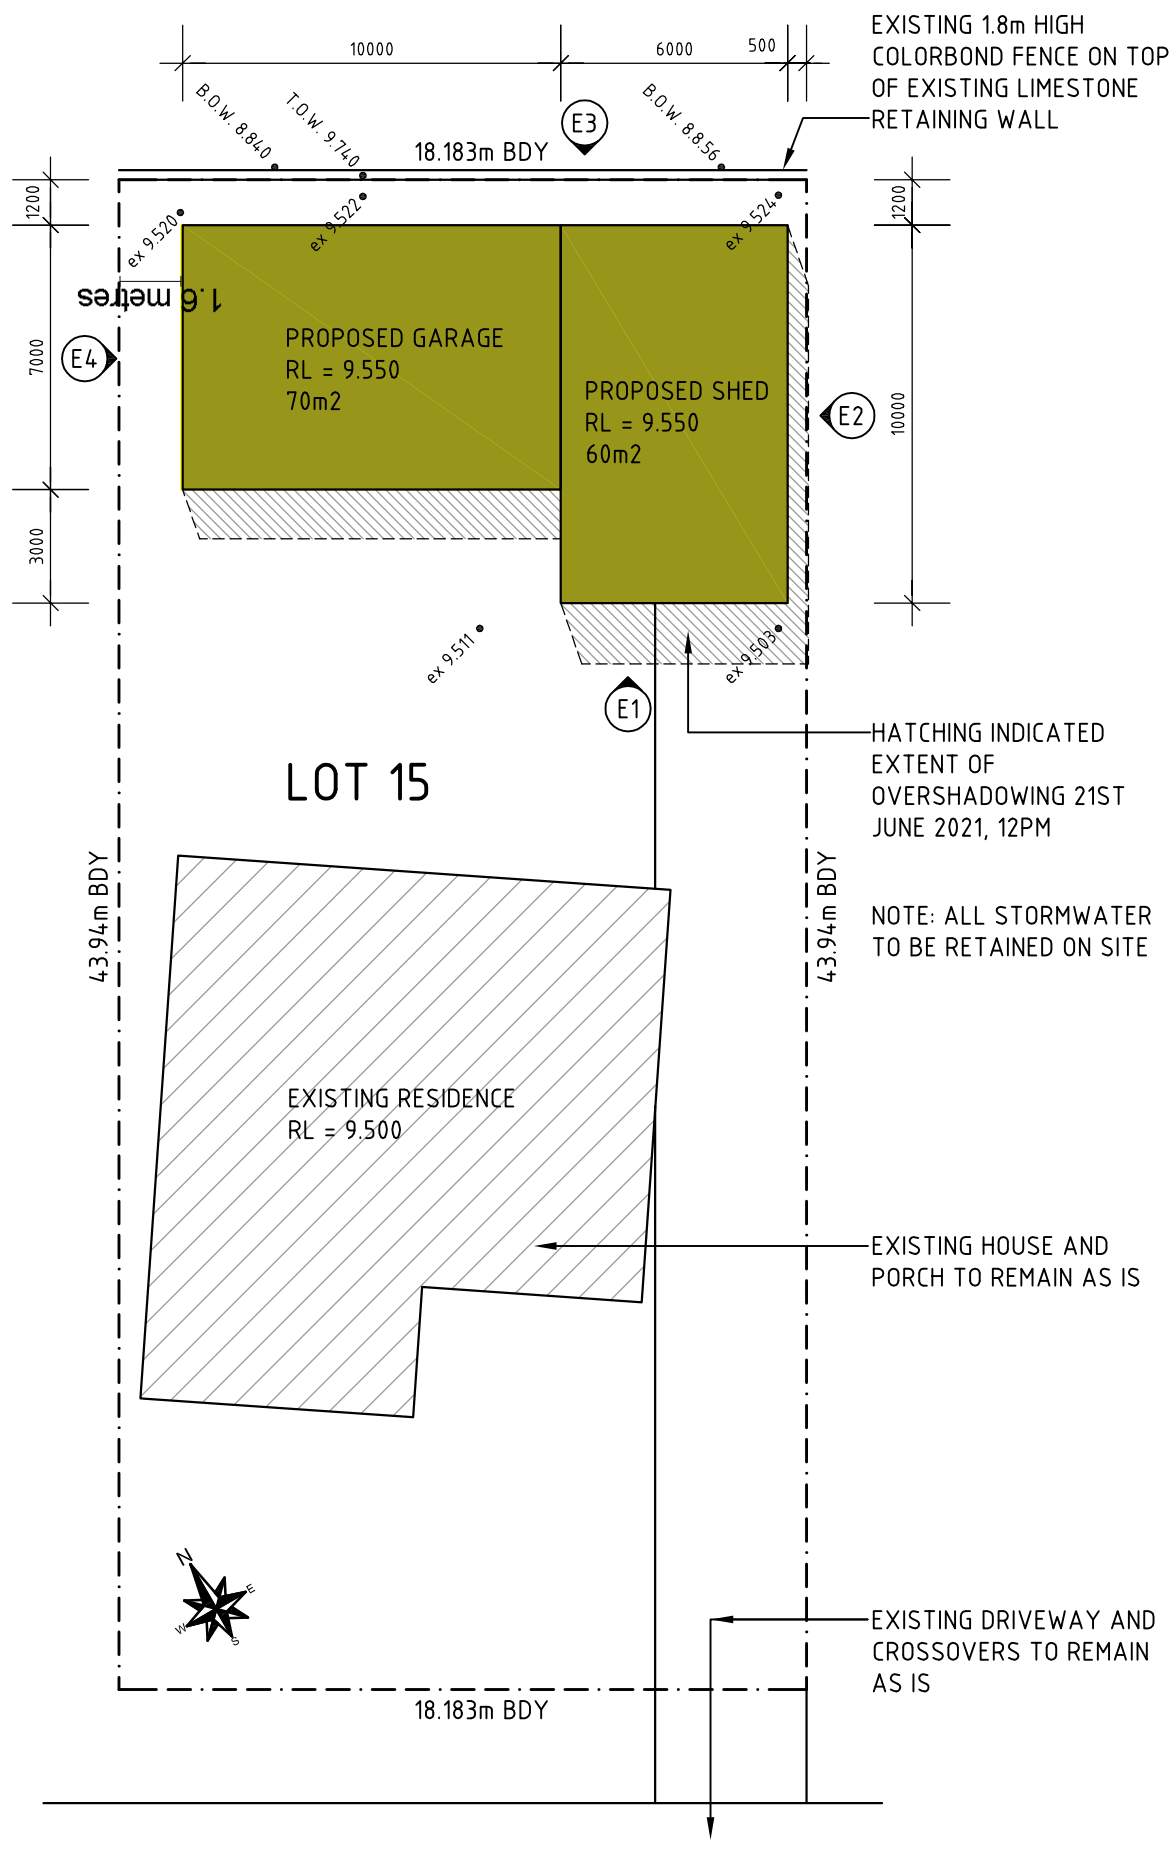 EXISTING 1.8m HIGH
COLORBOND FENCE ON TOP
OF EXISTING LIMESTONE
RETAINING WALL
10000
6000
500
B.O.W. 8.840
T.O.W. 9.740
E3
B.O.W. 8.8.56
18.183m BDY
1200
1200
ex 9.520
ex 9.522
ex 9.524
1.6 metres
7000
E4
PROPOSED GARAGE
RL = 9.550
70m2
PROPOSED SHED
RL = 9.550
60m2
E2
10000
3000
ex 9.511
ex 9.503
E1
HATCHING INDICATED
EXTENT OF
OVERSHADOWING 21ST
JUNE 2021, 12PM
LOT 15
43.94m BDY
43.94m BDY
NOTE: ALL STORMWATER
TO BE RETAINED ON SITE
EXISTING RESIDENCE
RL = 9.500
EXISTING HOUSE AND
PORCH TO REMAIN AS IS
N
E
W
S
EXISTING DRIVEWAY AND
CROSSOVERS TO REMAIN
AS IS
18.183m BDY